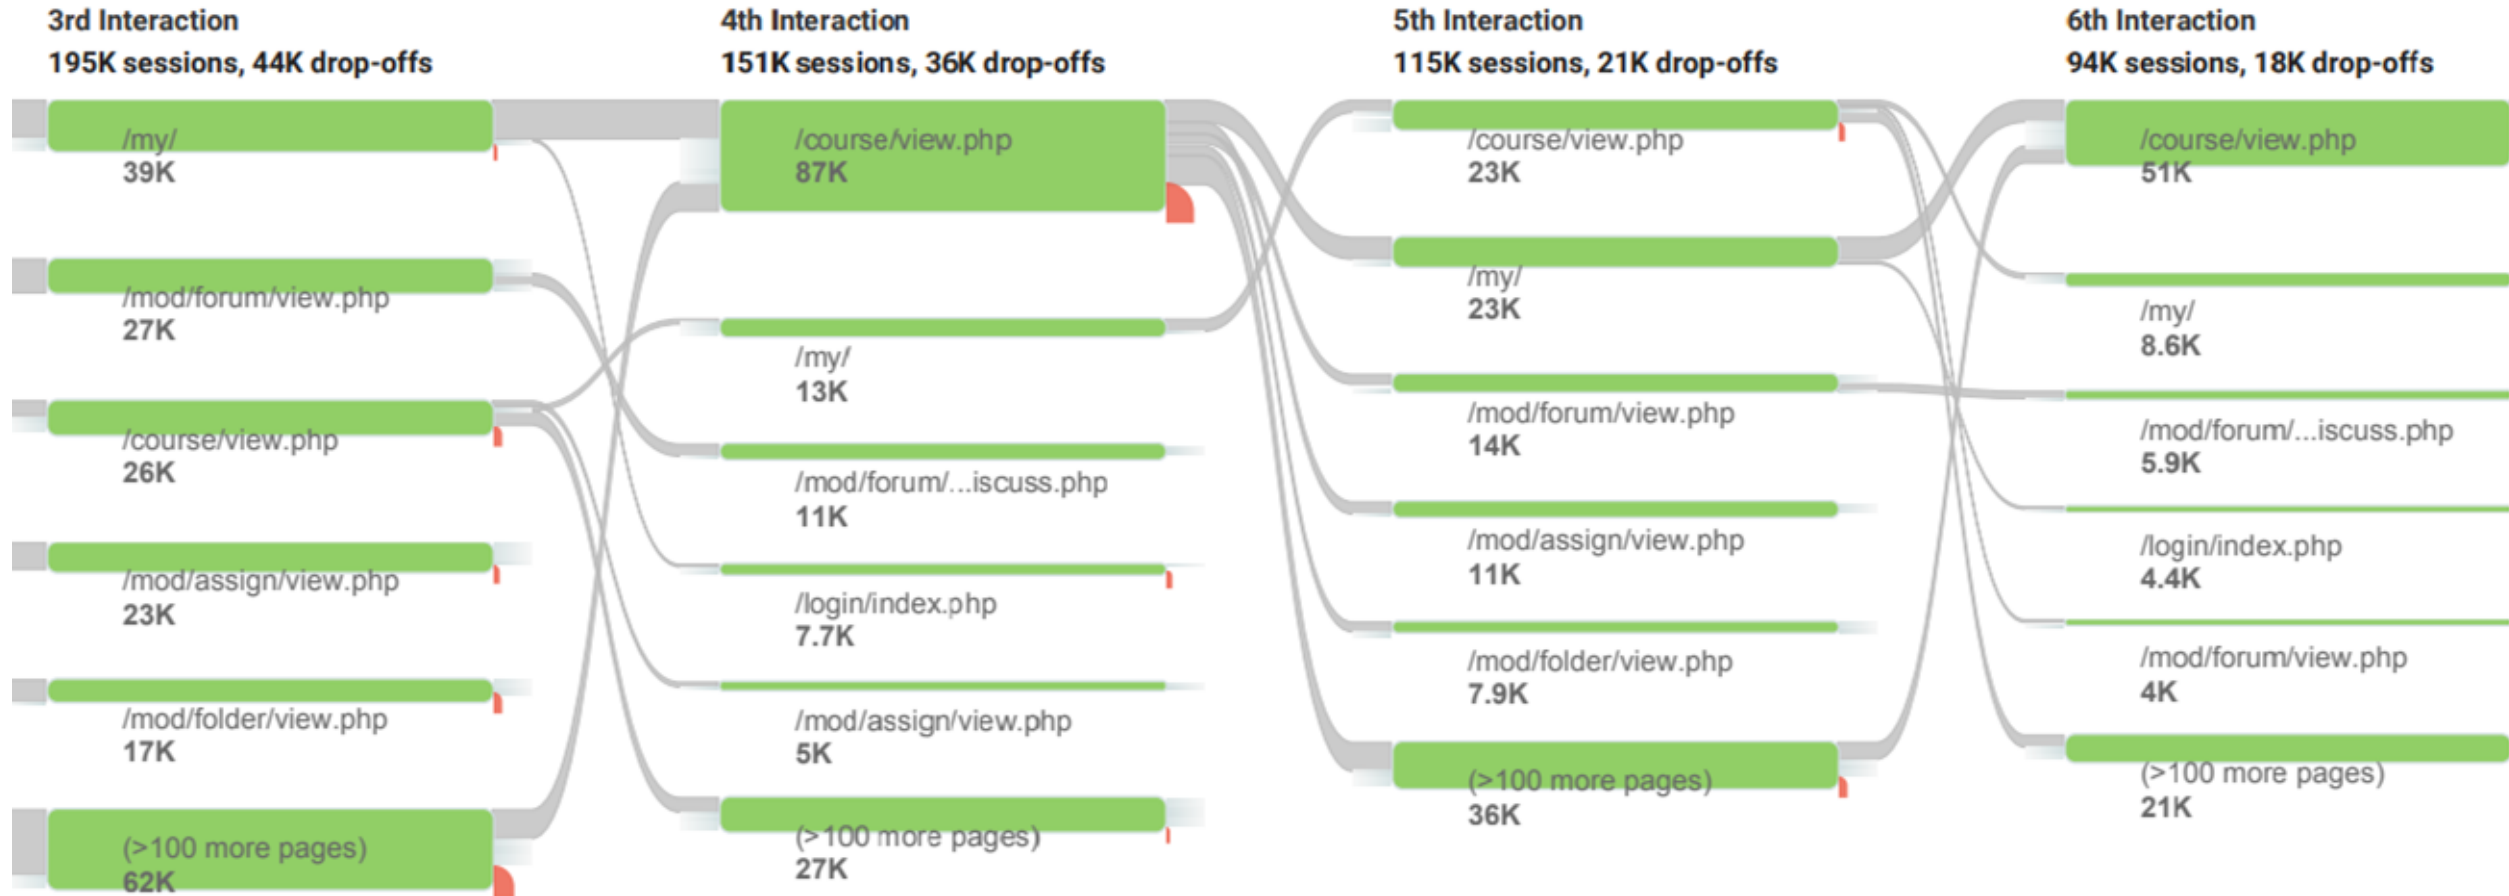 3rd Interaction
195K sessions, 44K drop-offs
/my/
39K
/mod/forum/view.php
27K
/course/view.php
26K
/mod/assign/view.php
23K
/mod/folder/view.php
17K
(>100 more pages)
62K
4th Interaction
151K sessions, 36K drop-offs
/course/view.php
87K
/my/
13K
/mod/forum/...iscuss.php
11K
/login/index.php
7.7K
/mod/assign/view.php
5K
(>100 more pages)
27K
5th Interaction
115K sessions, 21K drop-offs
/course/view.php
23K
/my/
23K
/mod/forum/view.php
14K
/mod/assign/view.php
11K
/mod/folder/view.php
7.9K
(>100 more pages)
36K
6th Interaction
94K sessions, 18K drop-offs
/course/view.php
51K
/my/
8.6K
/mod/forum/...iscuss.php
5.9K
/login/index.php
4.4K
/mod/forum/view.php
4K
(>100 more pages)
21K